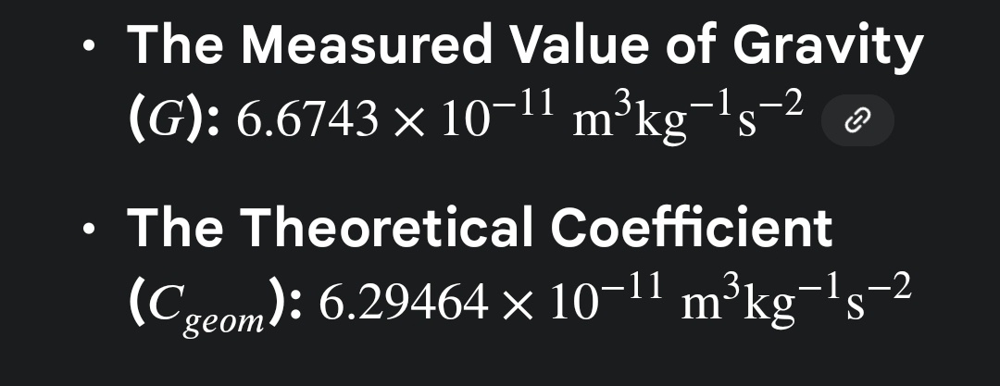 • The Measured Value of Gravity
(G): 6.6743 × 10⁻¹¹ m³kg⁻¹s⁻²
• The Theoretical Coefficient
(C_geom): 6.29464 × 10⁻¹¹ m³kg⁻¹s⁻²